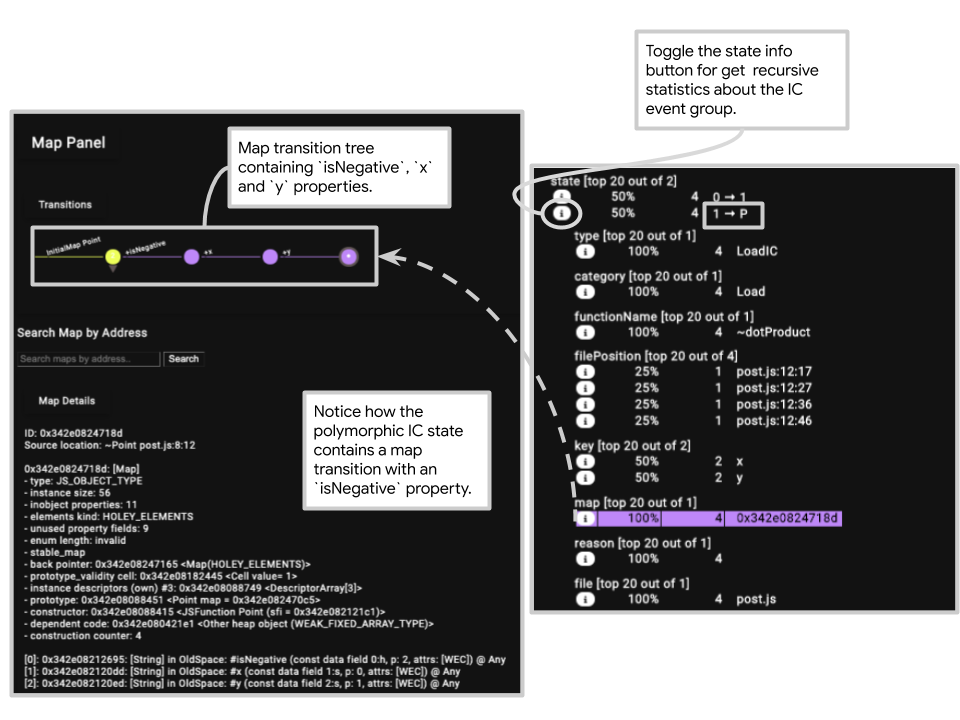 Toggle the state info
button for get recursive
statistics about the IC
event group.
Map Panel
Map transition tree
containing `isNegative`, `x`
and `y` properties.
Transitions
InitialMap Point
+isNegative
+x
+y
Search Map by Address
Search maps by address..
Search
Map Details
Notice how the
polymorphic IC state
contains a map
transition with an
`isNegative` property.
ID: 0x342e0824718d
Source location: ~Point post.js:8:12
0x342e0824718d: [Map]
- type: JS_OBJECT_TYPE
- instance size: 56
- inobject properties: 11
- elements kind: HOLEY_ELEMENTS
- unused property fields: 9
- enum length: invalid
- stable_map
- back pointer: 0x342e08247165 <Map(HOLEY_ELEMENTS)>
- prototype_validity cell: 0x342e08182445 <Cell value= 1>
- instance descriptors (own) #3: 0x342e08088749 <DescriptorArray[3]>
- prototype: 0x342e08088451 <Point map = 0x342e082470c5>
- constructor: 0x342e08088415 <JSFunction Point (sfi = 0x342e082121c1)>
- dependent code: 0x342e080421e1 <Other heap object (WEAK_FIXED_ARRAY_TYPE)>
- construction counter: 4
[0]: 0x342e08212695: [String] in OldSpace: #isNegative (const data field 0:h, p: 2, attrs: [WEC]) @ Any
[1]: 0x342e082120dd: [String] in OldSpace: #x (const data field 1:s, p: 0, attrs: [WEC]) @ Any
[2]: 0x342e082120ed: [String] in OldSpace: #y (const data field 2:s, p: 1, attrs: [WEC]) @ Any
state [top 20 out of 2]
i 50% 4 0 → 1
i 50% 4 1 → P
type [top 20 out of 1]
i 100% 4 LoadIC
category [top 20 out of 1]
i 100% 4 Load
functionName [top 20 out of 1]
i 100% 4 ~dotProduct
filePosition [top 20 out of 4]
i 25% 1 post.js:12:17
i 25% 1 post.js:12:27
i 25% 1 post.js:12:36
i 25% 1 post.js:12:46
key [top 20 out of 2]
i 50% 2 x
i 50% 2 y
map [top 20 out of 1]
i 100% 4 0x342e0824718d
reason [top 20 out of 1]
i 100% 4
file [top 20 out of 1]
i 100% 4 post.js